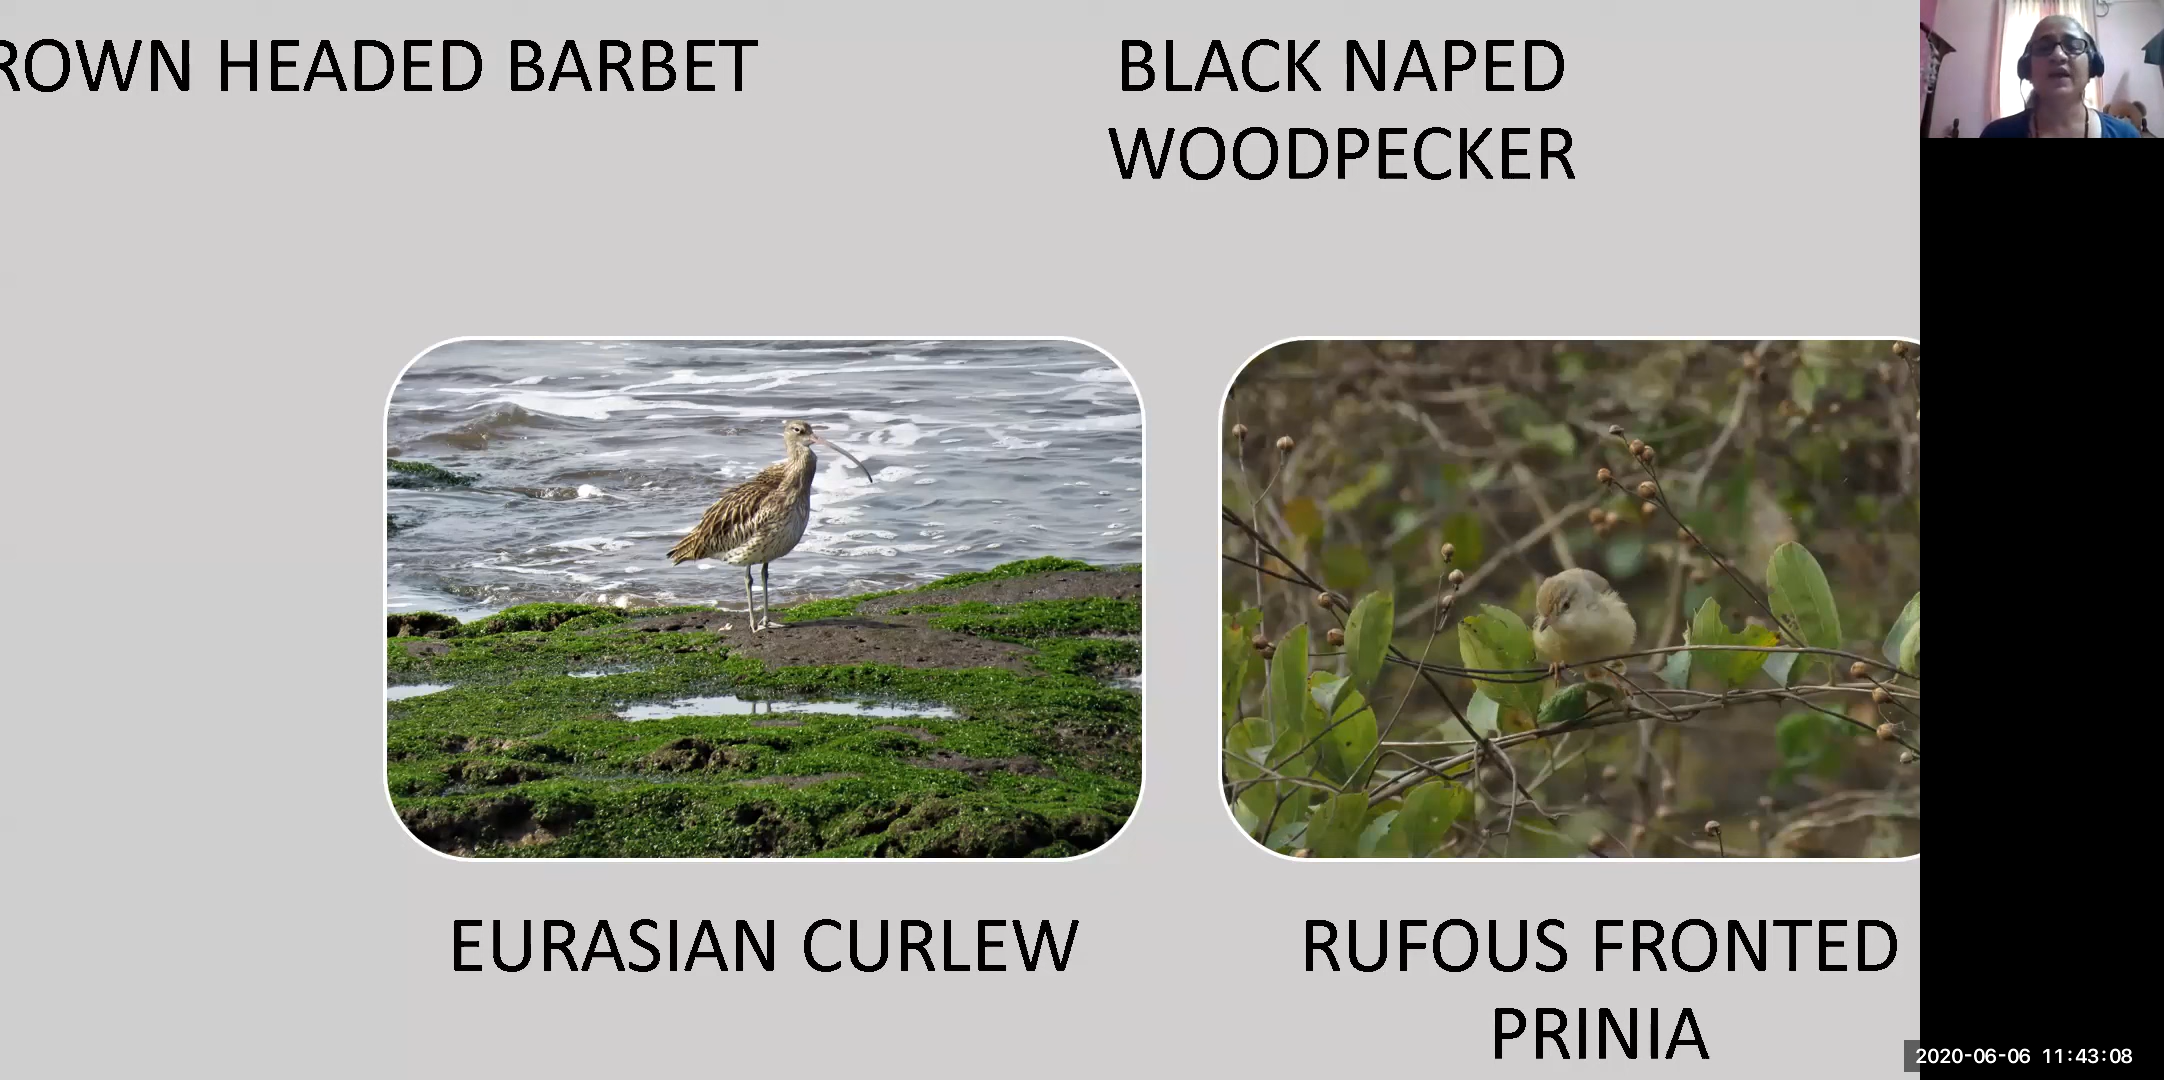 ROWN HEADED BARBET
BLACK NAPED
WOODPECKER
EURASIAN CURLEW
RUFOUS FRONTED
PRINIA
2020-06-06 11:43:08